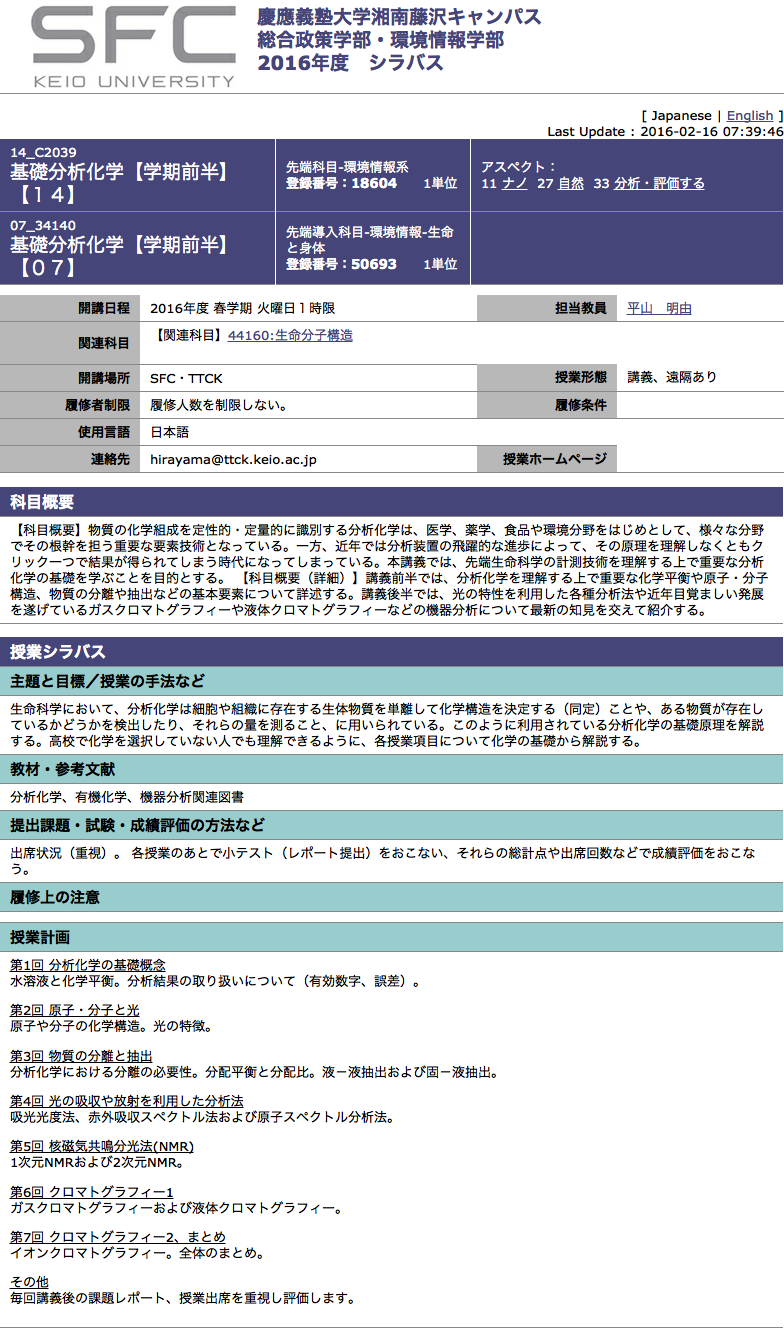 SFC
KEIO UNIVERSITY
慶應義塾大学湘南藤沢キャンパス
総合政策学部・環境情報学部
2016年度　シラバス
[ Japanese | English ]
Last Update : 2016-02-16 07:39:46
14_C2039
基礎分析化学【学期前半】
【１４】
先端科目-環境情報系
登録番号：18604　　1単位
アスペクト：
11 ナノ  27 自然  33 分析・評価する
07_34140
基礎分析化学【学期前半】
【０７】
先端導入科目-環境情報-生命
と身体
登録番号：50693　　1単位
開講日程　2016年度 春学期 火曜日１時限　担当教員　平山　明由
関連科目　【関連科目】44160:生命分子構造
開講場所　SFC・TTCK　授業形態　講義、遠隔あり
履修者制限　履修人数を制限しない。　履修条件
使用言語　日本語
連絡先　hirayama@ttck.keio.ac.jp　授業ホームページ
科目概要
【科目概要】物質の化学組成を定性的・定量的に識別する分析化学は、医学、薬学、食品や環境分野をはじめとして、様々な分野
でその根幹を担う重要な要素技術となっている。一方、近年では分析装置の飛躍的な進歩によって、その原理を理解しなくともク
リック一つで結果が得られてしまう時代になってしまっている。本講義では、先端生命科学の計測技術を理解する上で重要な分析
化学の基礎を学ぶことを目的とする。 【科目概要（詳細）】講義前半では、分析化学を理解する上で重要な化学平衡や原子・分子
構造、物質の分離や抽出などの基本要素について詳述する。講義後半では、光の特性を利用した各種分析法や近年目覚ましい発展
を遂げているガスクロマトグラフィーや液体クロマトグラフィーなどの機器分析について最新の知見を交えて紹介する。
授業シラバス
主題と目標／授業の手法など
生命科学において、分析化学は細胞や組織に存在する生体物質を単離して化学構造を決定する（同定）ことや、ある物質が存在し
ているかどうかを検出したり、それらの量を測ること、に用いられている。このように利用されている分析化学の基礎原理を解説
する。高校で化学を選択していない人でも理解できるように、各授業項目について化学の基礎から解説する。
教材・参考文献
分析化学、有機化学、機器分析関連図書
提出課題・試験・成績評価の方法など
出席状況（重視）。 各授業のあとで小テスト（レポート提出）をおこない、それらの総計点や出席回数などで成績評価をおこな
う。
履修上の注意
授業計画
第1回 分析化学の基礎概念
水溶液と化学平衡。分析結果の取り扱いについて（有効数字、誤差）。
第2回 原子・分子と光
原子や分子の化学構造。光の特徴。
第3回 物質の分離と抽出
分析化学における分離の必要性。分配平衡と分配比。液－液抽出および固－液抽出。
第4回 光の吸収や放射を利用した分析法
吸光光度法、赤外吸収スペクトル法および原子スペクトル分析法。
第5回 核磁気共鳴分光法(NMR)
1次元NMRおよび2次元NMR。
第6回 クロマトグラフィー1
ガスクロマトグラフィーおよび液体クロマトグラフィー。
第7回 クロマトグラフィー2、まとめ
イオンクロマトグラフィー。全体のまとめ。
その他
毎回講義後の課題レポート、授業出席を重視し評価します。